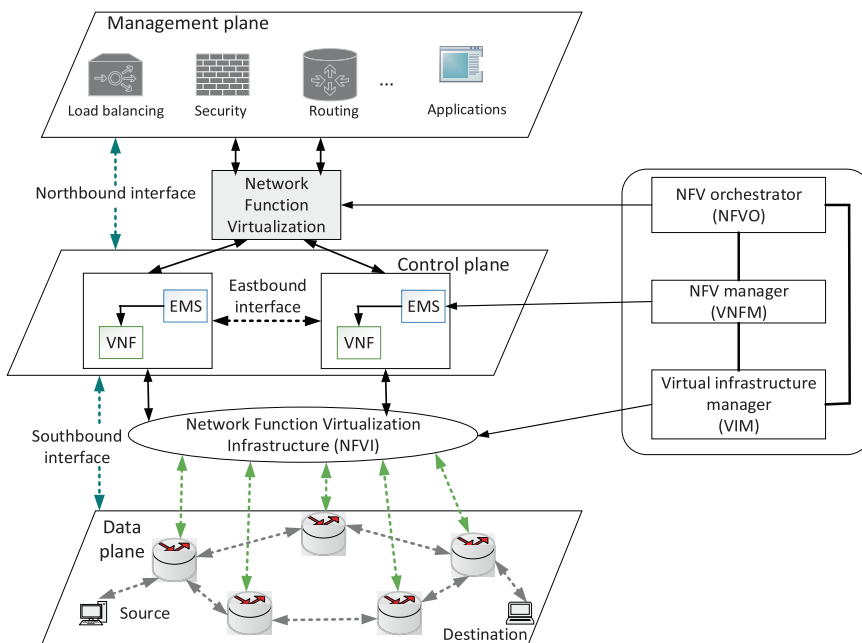 Management plane
Load balancing
Security
Routing
...
Applications
Northbound interface
Network
Function
Virtualization
NFV orchestrator
(NFVO)
Control plane
Eastbound
interface
EMS
VNF
EMS
VNF
NFV manager
(VNFM)
Virtual infrastructure
manager
(VIM)
Southbound
interface
Network Function Virtualization
Infrastructure (NFVI)
Data
plane
Source
Destination